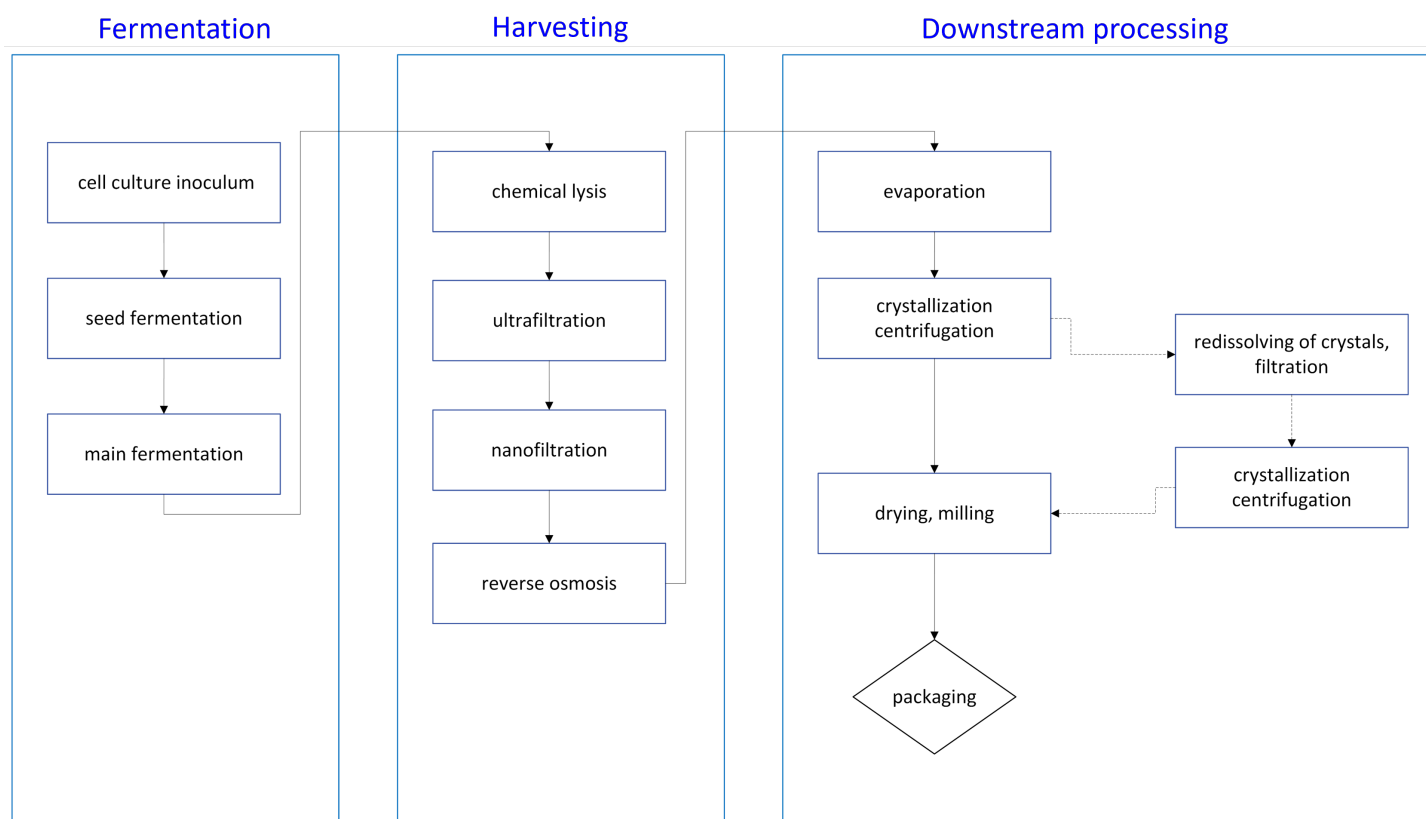 Fermentation
cell culture inoculum
seed fermentation
main fermentation
Harvesting
chemical lysis
ultrafiltration
nanofiltration
reverse osmosis
Downstream processing
evaporation
crystallization
centrifugation
redissolving of crystals,
filtration
crystallization
centrifugation
drying, milling
packaging